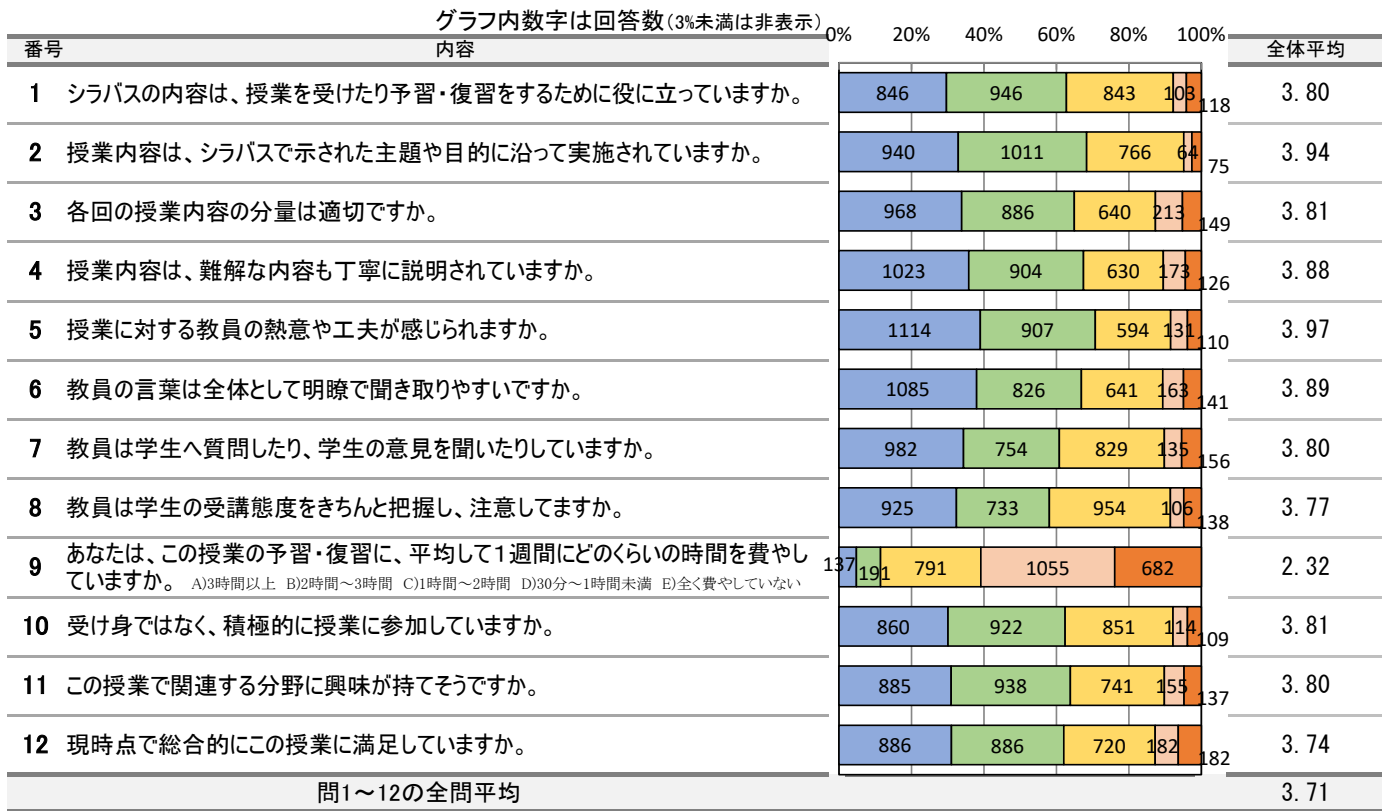 グラフ内数字は回答数(3%未満は非表示)
0% 20% 40% 60% 80% 100%
番号 内容 全体平均
1 シラバスの内容は、授業を受けたり予習・復習をするために役に立っていますか。 846 946 843 103 118 3.80
2 授業内容は、シラバスで示された主題や目的に沿って実施されていますか。 940 1011 766 64 75 3.94
3 各回の授業内容の分量は適切ですか。 968 886 640 213 149 3.81
4 授業内容は、難解な内容も丁寧に説明されていますか。 1023 904 630 173 126 3.88
5 授業に対する教員の熱意や工夫が感じられますか。 1114 907 594 131 110 3.97
6 教員の言葉は全体として明瞭で聞き取りやすいですか。 1085 826 641 163 141 3.89
7 教員は学生へ質問したり、学生の意見を聞いたりしていますか。 982 754 829 135 156 3.80
8 教員は学生の受講態度をきちんと把握し、注意してますか。 925 733 954 106 138 3.77
9 あなたは、この授業の予習・復習に、平均して1週間にどのくらいの時間を費やし
ていますか。 A)3時間以上 B)2時間~3時間 C)1時間~2時間 D)30分~1時間未満 E)全く費やしていない 137 191 791 1055 682 2.32
10 受け身ではなく、積極的に授業に参加していますか。 860 922 851 114 109 3.81
11 この授業で関連する分野に興味が持てそうですか。 885 938 741 155 137 3.80
12 現時点で総合的にこの授業に満足していますか。 886 886 720 182 182 3.74
問1~12の全問平均 3.71